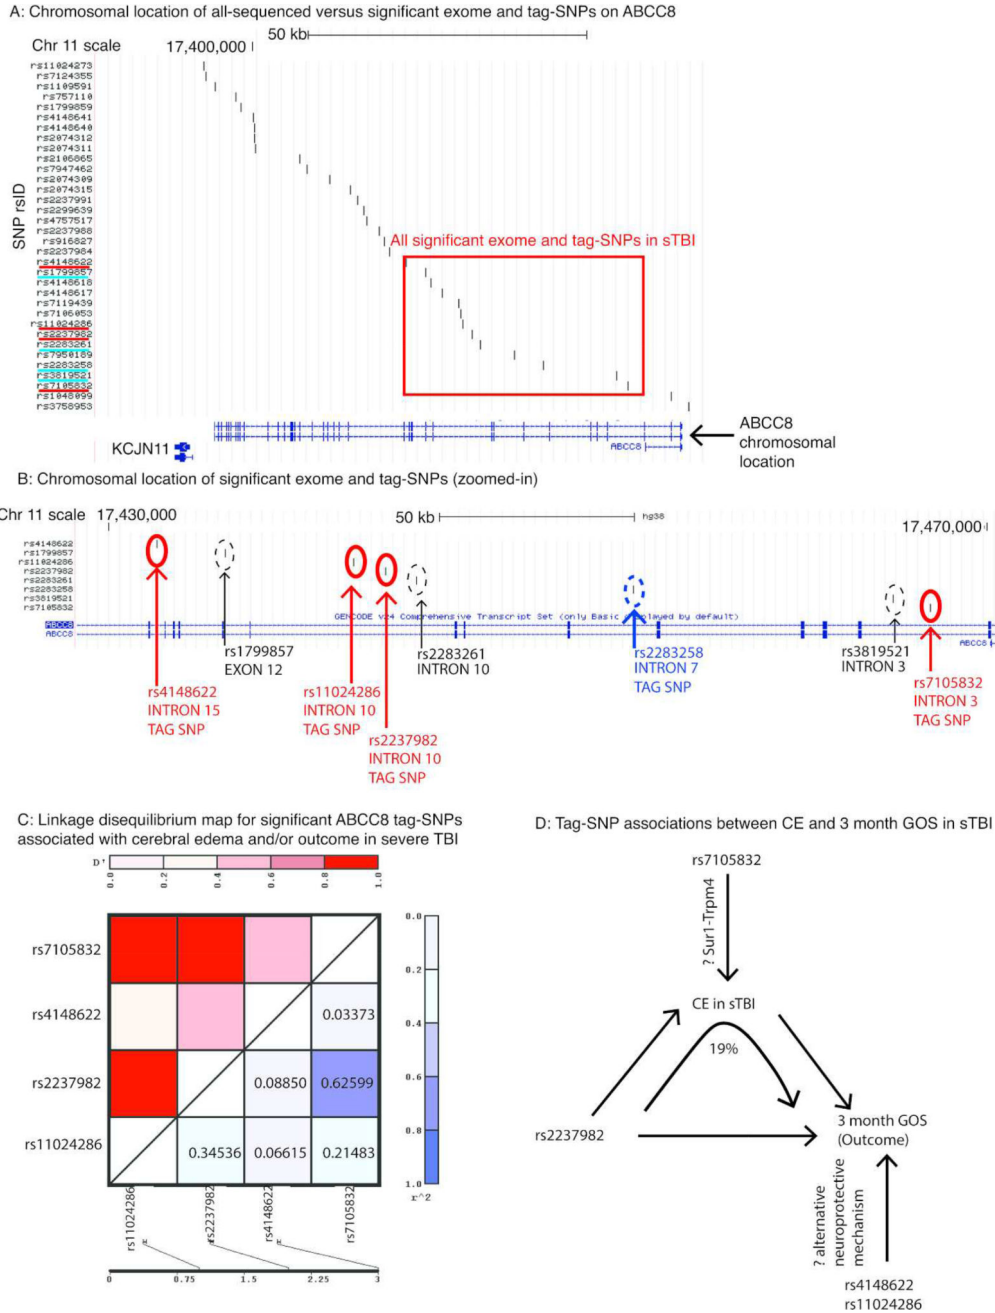 A: Chromosomal location of all-sequenced versus significant exome and tag-SNPs on ABCC8
50 kb
Chr 11 scale
17,400,000
SNP rsID
rs11024273
rs7124355
rs1109591
rs757110
rs1799859
rs4148641
rs4148640
rs2074312
rs2074311
rs2106865
rs7947462
rs2074309
rs2074315
rs2237991
rs2299639
rs4757517
rs2237988
rs916827
rs2237984
rs4148622
rs1799857
rs4148618
rs4148617
rs7119439
rs7106053
rs11024286
rs2237982
rs2283261
rs7950189
rs2283258
rs3819521
rs7105832
rs1048099
rs3758953
All significant exome and tag-SNPs in sTBI
KCJN11
ABCC8
ABCC8
chromosomal
location
B: Chromosomal location of significant exome and tag-SNPs (zoomed-in)
Chr 11 scale
17,430,000
50 kb
hg38
17,470,000
rs4148622
rs1799857
rs11024286
rs2237982
rs2283261
rs2283258
rs3819521
rs7105832
GENCODE v24 Comprehensive Transcript Set (only Basic displayed by default)
ABCC8
ABCC8
ABCC8
rs1799857
EXON 12
rs2283261
INTRON 10
rs2283258
INTRON 7
TAG SNP
rs3819521
INTRON 3
rs4148622
INTRON 15
TAG SNP
rs11024286
INTRON 10
TAG SNP
rs7105832
INTRON 3
TAG SNP
rs2237982
INTRON 10
TAG SNP
C: Linkage disequilibrium map for significant ABCC8 tag-SNPs
associated with cerebral edema and/or outcome in severe TBI
D'
0.0
0.2
0.4
0.6
0.8
1.0
rs7105832
rs4148622
0.03373
rs2237982
0.08850
0.62599
rs11024286
0.34536
0.06615
0.21483
0.0
0.2
0.4
0.6
0.8
1.0
r^2
rs11024286
rs2237982
rs4148622
rs7105832
0
0.75
1.5
2.25
3
D: Tag-SNP associations between CE and 3 month GOS in sTBI
rs7105832
? Sur1-Trpm4
CE in sTBI
19%
rs2237982
3 month GOS
(Outcome)
? alternative
neuroprotective
mechanism
rs4148622
rs11024286